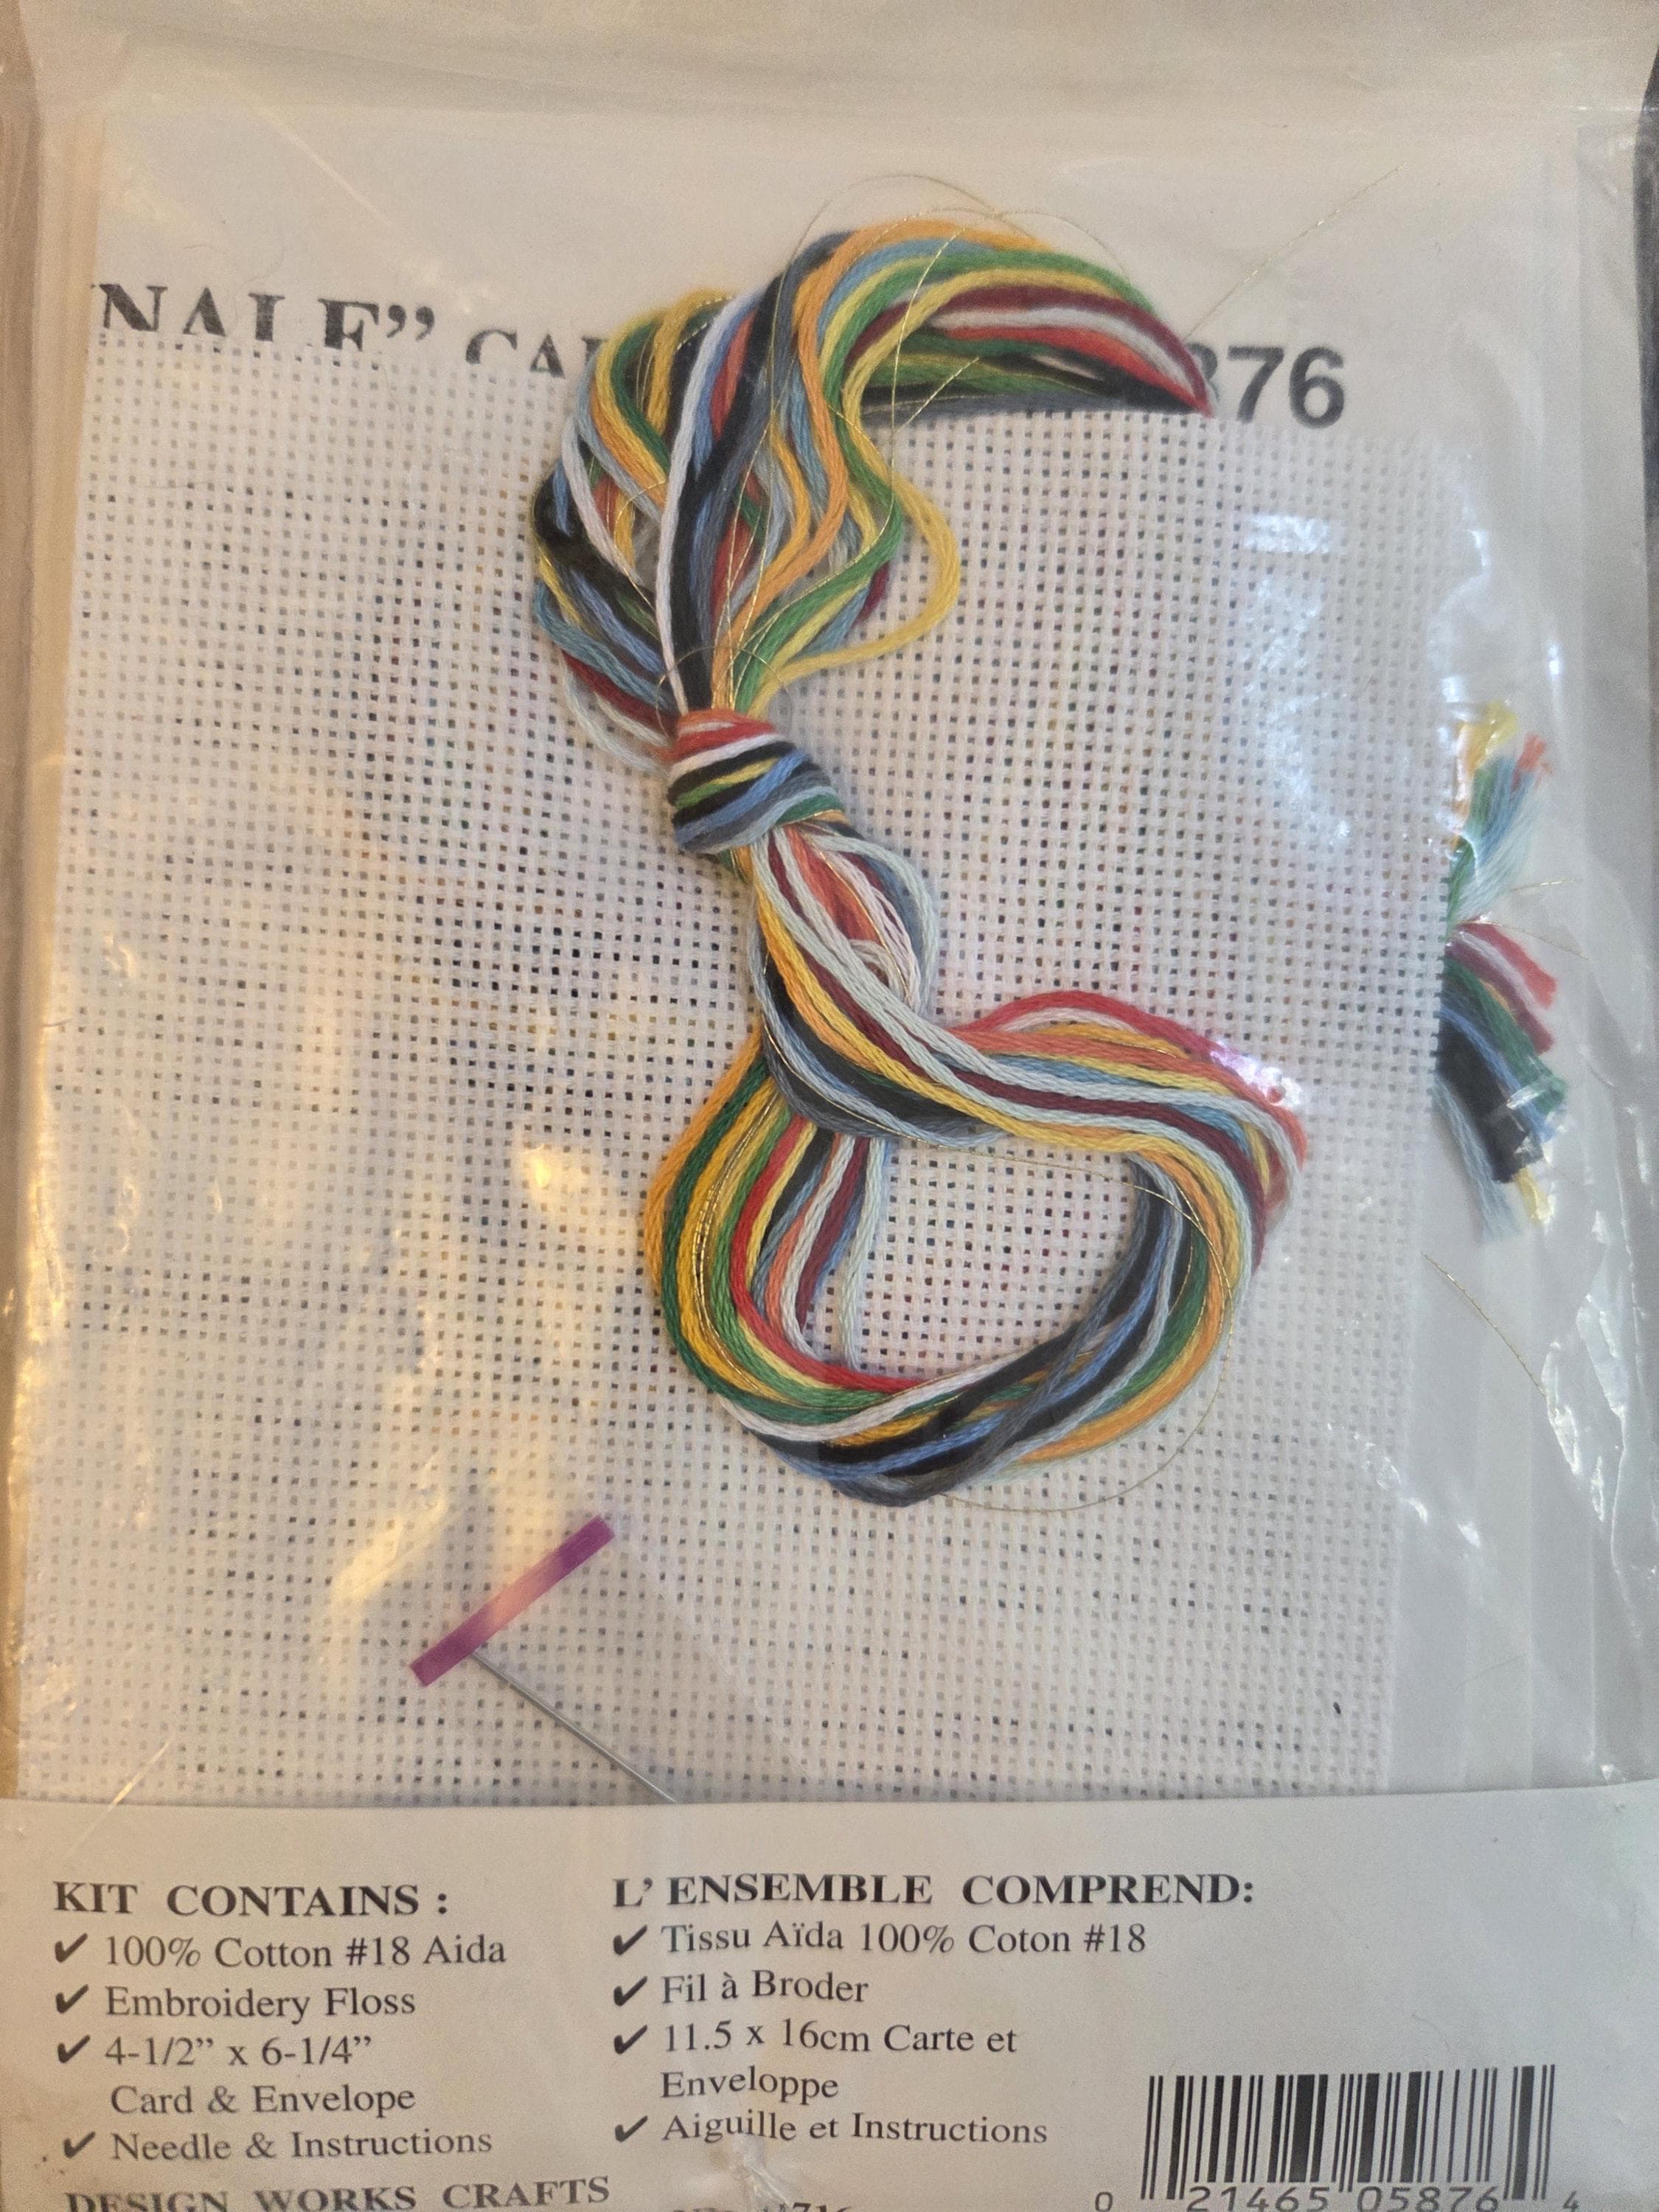 NALE” CA
876
KIT CONTAINS :
✔ 100% Cotton #18 Aida
✔ Embroidery Floss
✔ 4-1/2” x 6-1/4”
Card & Envelope
✔ Needle & Instructions
DESIGN WORKS CRAFTS
L’ ENSEMBLE COMPREND:
✔ Tissu Aïda 100% Coton #18
✔ Fil à Broder
✔ 11.5 x 16cm Carte et
Enveloppe
✔ Aiguille et Instructions
0 21465 05876 4